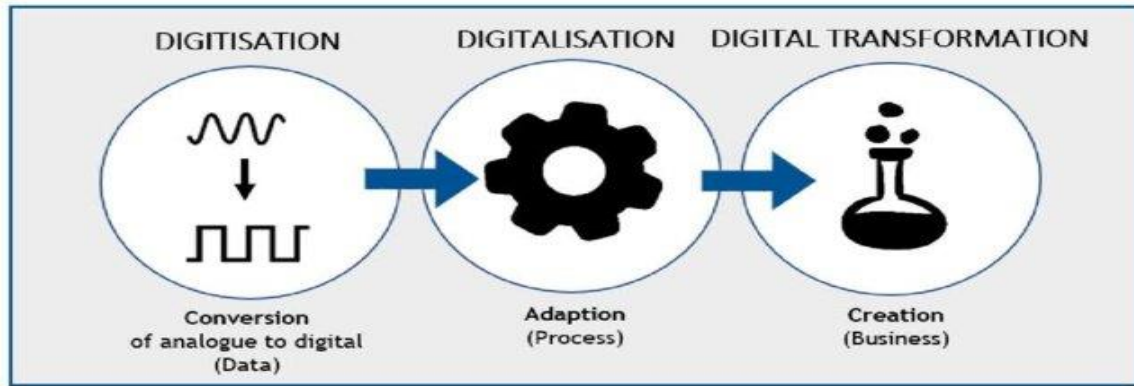 DIGITISATION
DIGITALISATION
DIGITAL TRANSFORMATION
Conversion
of analogue to digital
(Data)
Adaption
(Process)
Creation
(Business)